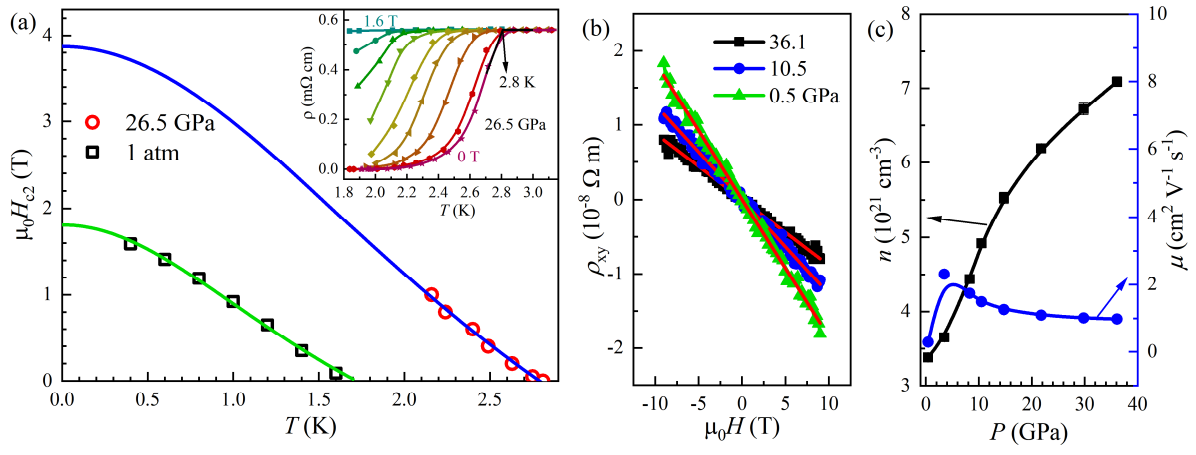 (a)
4
3
2
1
0
μ₀H_c2 (T)
0.0 0.5 1.0 1.5 2.0 2.5
T (K)
26.5 GPa
1 atm
0.6
0.4
0.2
0.0
ρ (mΩ cm)
1.6 T
2.8 K
26.5 GPa
0 T
1.8 2.0 2.2 2.4 2.6 2.8 3.0 3.2
T (K)
(b)
2
1
0
-1
-2
ρ_xy (10⁻⁸ Ω m)
36.1
10.5
0.5 GPa
-10 -5 0 5 10
μ₀H (T)
(c)
7
6
5
4
3
n (10²¹ cm⁻³)
10
8
6
4
2
0
μ (cm² V⁻¹ s⁻¹)
0 10 20 30 40
P (GPa)